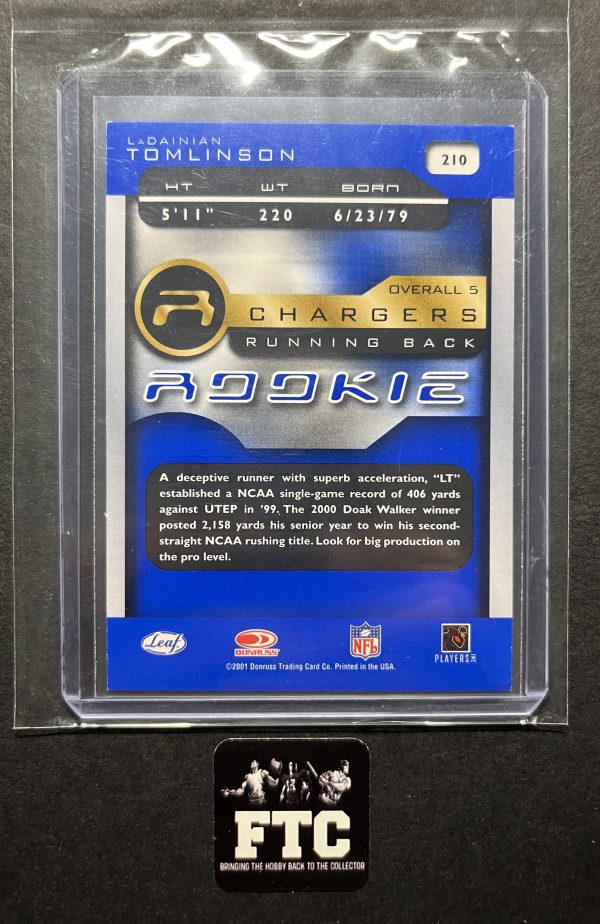 LaDAINIAN
TOMLINSON
210
HT WT BORN
5'11" 220 6/23/79
OVERALL 5
R
CHARGERS
RUNNING BACK
ROOKIE
A deceptive runner with superb acceleration, “LT”
established a NCAA single-game record of 406 yards
against UTEP in ’99. The 2000 Doak Walker winner
posted 2,158 yards his senior year to win his second-
straight NCAA rushing title. Look for big production on
the pro level.
Leaf
DONRUSS
NFL
PLAYERS INC
©2001 Donruss Trading Card Co. Printed in the USA.
FTC
BRINGING THE HOBBY BACK TO THE COLLECTOR